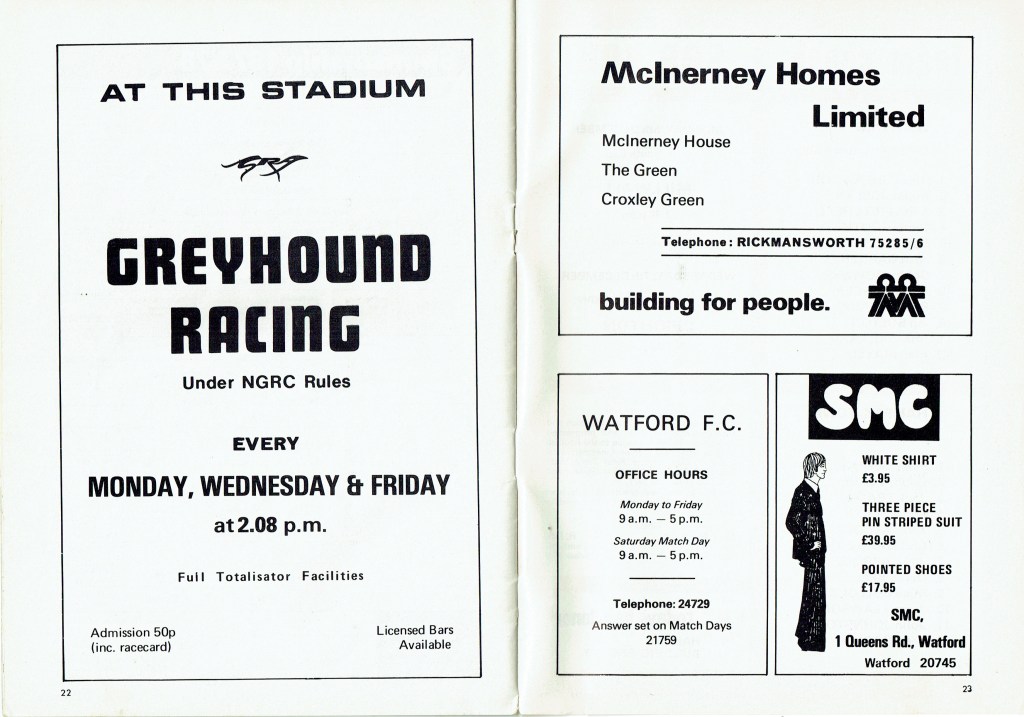 AT THIS STADIUM
GRA
GREYHOUND
RACING
Under NGRC Rules
EVERY
MONDAY, WEDNESDAY & FRIDAY
at 2.08 p.m.
Full Totalisator Facilities
Admission 50p
(inc. racecard)
Licensed Bars
Available
22
McInerney Homes
Limited
McInerney House
The Green
Croxley Green
Telephone : RICKMANSWORTH 75285/6
building for people.
WATFORD F.C.
OFFICE HOURS
Monday to Friday
9 a.m. — 5 p.m.
Saturday Match Day
9 a.m. — 5 p.m.
Telephone: 24729
Answer set on Match Days
21759
SMC
WHITE SHIRT
£3.95
THREE PIECE
PIN STRIPED SUIT
£39.95
POINTED SHOES
£17.95
SMC,
1 Queens Rd., Watford
Watford 20745
23